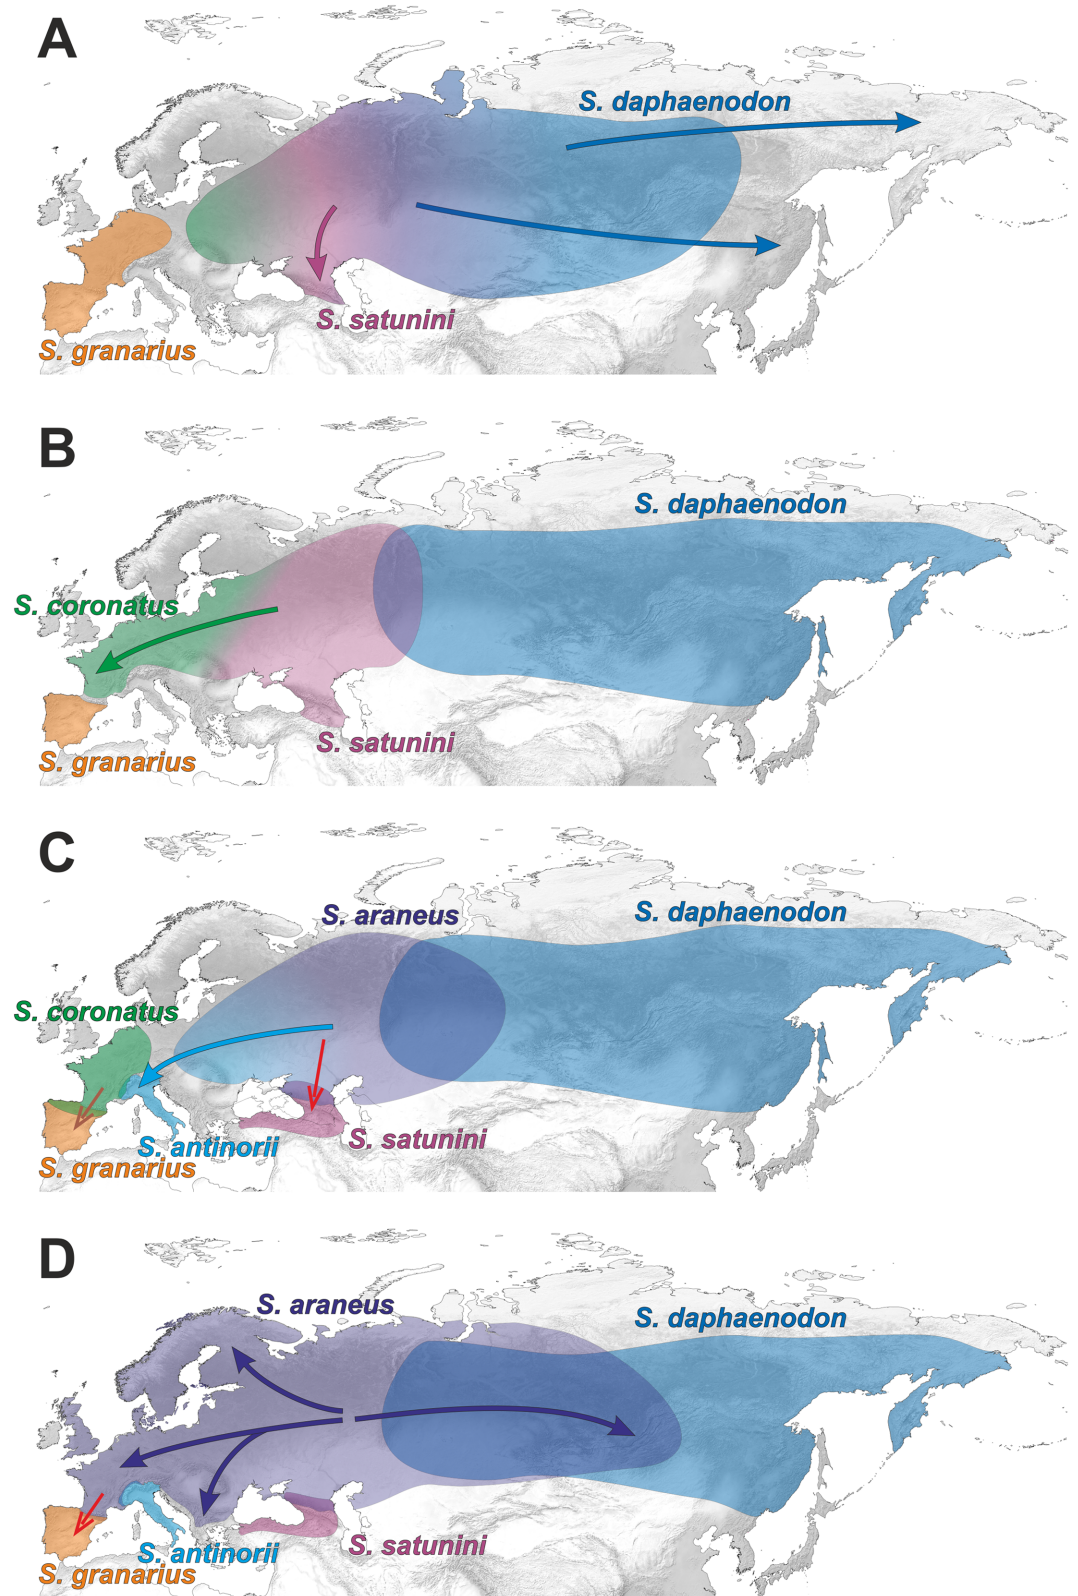 A
S. daphaenodon
S. satunini
S. granarius
B
S. daphaenodon
S. coronatus
S. satunini
S. granarius
C
S. araneus
S. daphaenodon
S. coronatus
S. satunini
S. antinorii
S. granarius
D
S. araneus
S. daphaenodon
S. satunini
S. antinorii
S. granarius